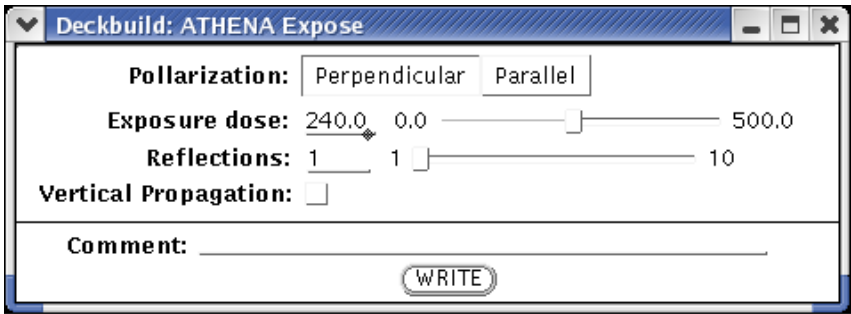 Deckbuild: ATHENA Expose
Pollarization: Perpendicular Parallel
Exposure dose: 240.0 0.0 500.0
Reflections: 1 1 10
Vertical Propagation:
Comment:
WRITE